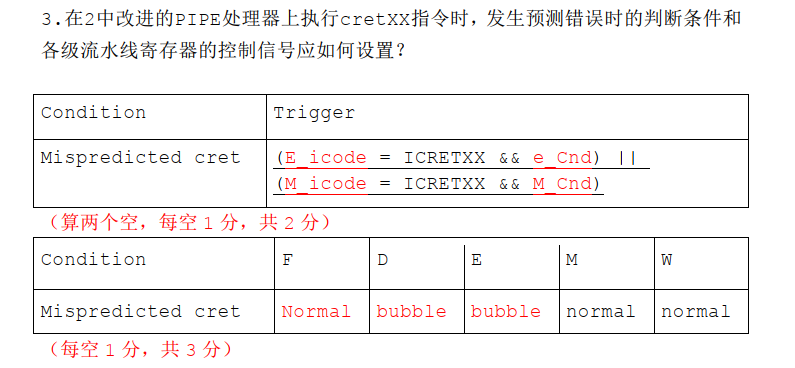 3.在2中改进的PIPE处理器上执行cretXX指令时，发生预测错误时的判断条件和
各级流水线寄存器的控制信号应如何设置？
Condition Trigger
Mispredicted cret (E_icode = ICRETXX && e_Cnd) ||
(M_icode = ICRETXX && M_Cnd)
（算两个空，每空1分，共2分）
Condition F D E M W
Mispredicted cret Normal bubble bubble normal normal
（每空1分，共3分）